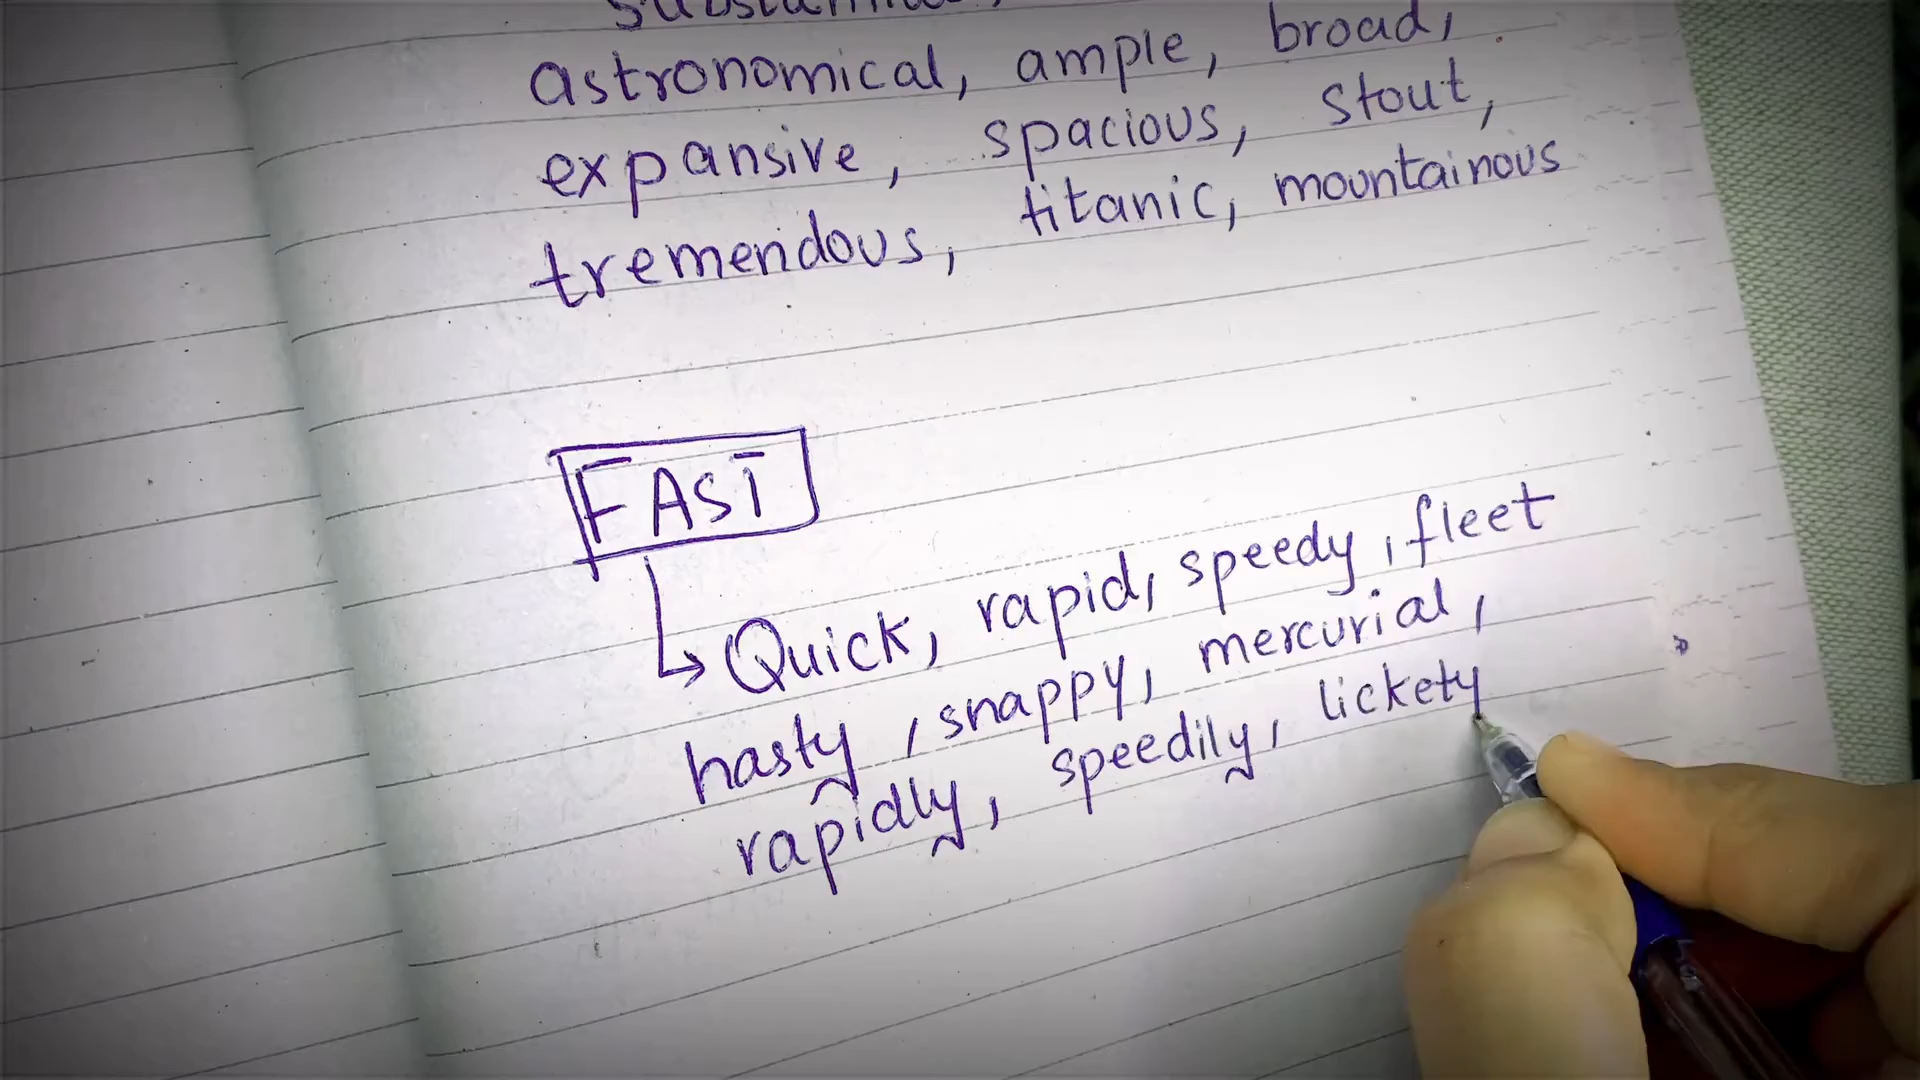 astronomical, ample, broad,
expansive, spacious, stout,
tremendous, titanic, mountainous
FAST
Quick, rapid, speedy, fleet
hasty, snappy, mercurial,
rapidly, speedily, lickety